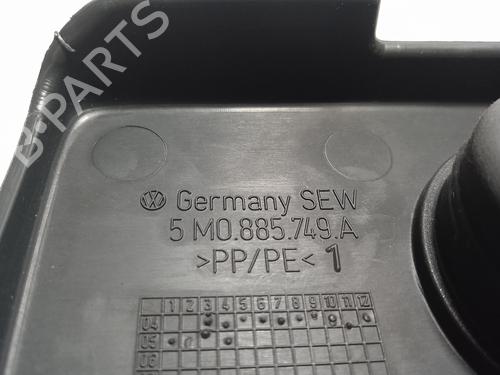 B-PARTS
Germany SEW
5 M0.885.749.A
>PP/PE< 1
1 2 3 4 5 6 7 8 9 10 11 12
04
05
06